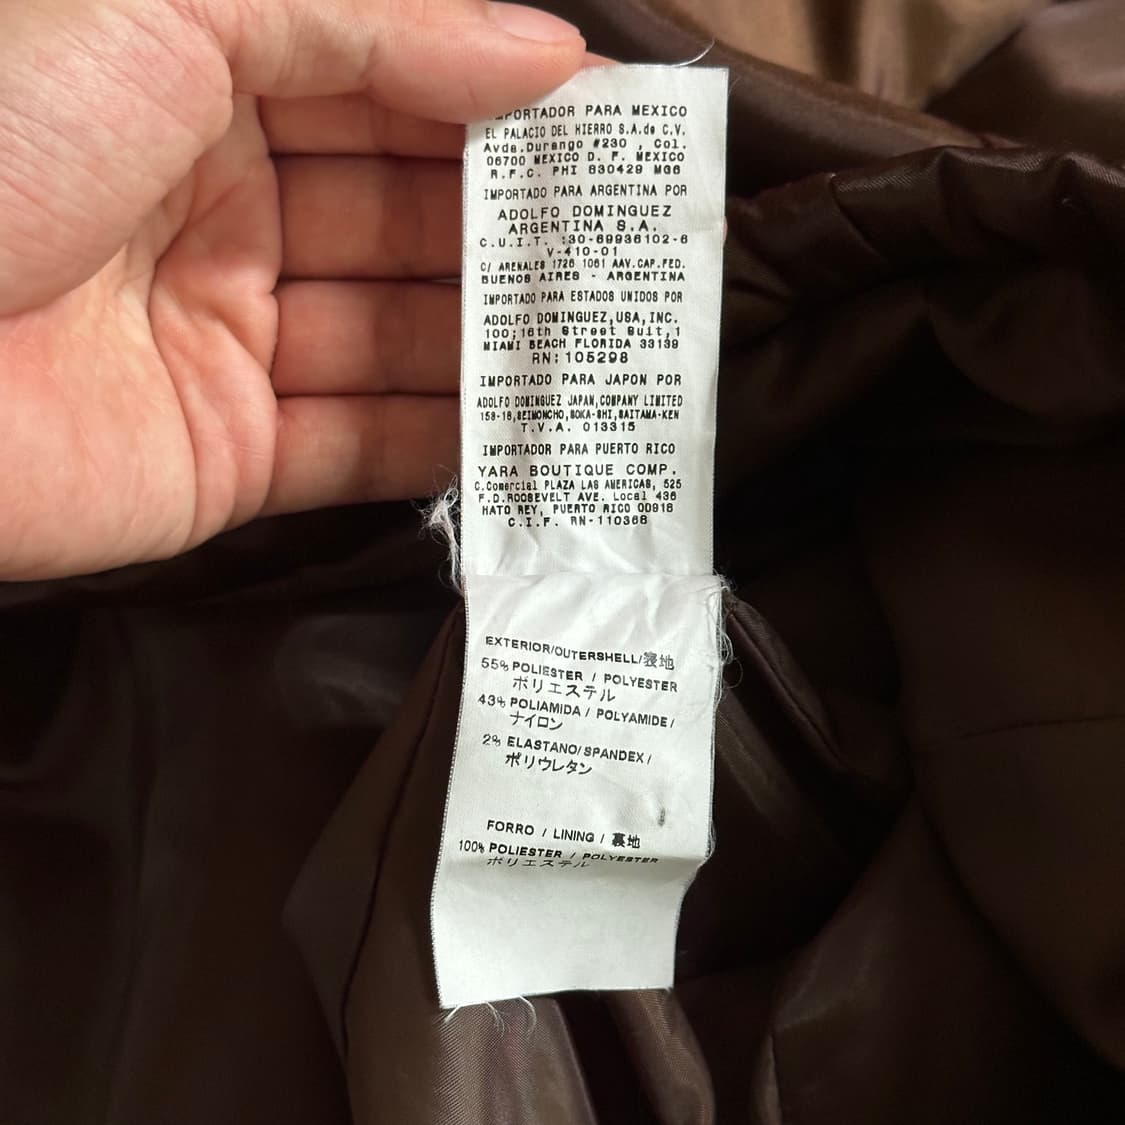 IMPORTADOR PARA MEXICO
EL PALACIO DEL HIERRO S.A.de C.V.
Avda.Durango #230 , Col.
06700 MEXICO D. F. MEXICO
R.F.C. PHI 830429 MG6
IMPORTADO PARA ARGENTINA POR
ADOLFO DOMINGUEZ
ARGENTINA S.A.
C.U.I.T. :30-69936102-6
V-410-01
C/ ARENALES 1726 1061 AAV.CAP.FED.
BUENOS AIRES - ARGENTINA
IMPORTADO PARA ESTADOS UNIDOS POR
ADOLFO DOMINGUEZ,USA,INC.
100;16th Street Suit,1
MIAMI BEACH FLORIDA 33139
RN:105298
IMPORTADO PARA JAPON POR
ADOLFO DOMINGUEZ JAPAN,COMPANY LIMITED
158-16,SEIMONCHO,SOKA-SHI,SAITAMA-KEN
T.V.A. 013315
IMPORTADOR PARA PUERTO RICO
YARA BOUTIQUE COMP.
C.Comercial PLAZA LAS AMERICAS, 525
F.D.ROOSEVELT AVE. Local 436
HATO REY, PUERTO RICO 00918
C.I.F. RN-110368
EXTERIOR/OUTERSHELL/裏地
55% POLIESTER / POLYESTER
ポリエステル
43% POLIAMIDA / POLYAMIDE/
ナイロン
2% ELASTANO/SPANDEX/
ポリウレタン
FORRO / LINING / 裏地
100% POLIESTER / POLYESTER
ポリエステル